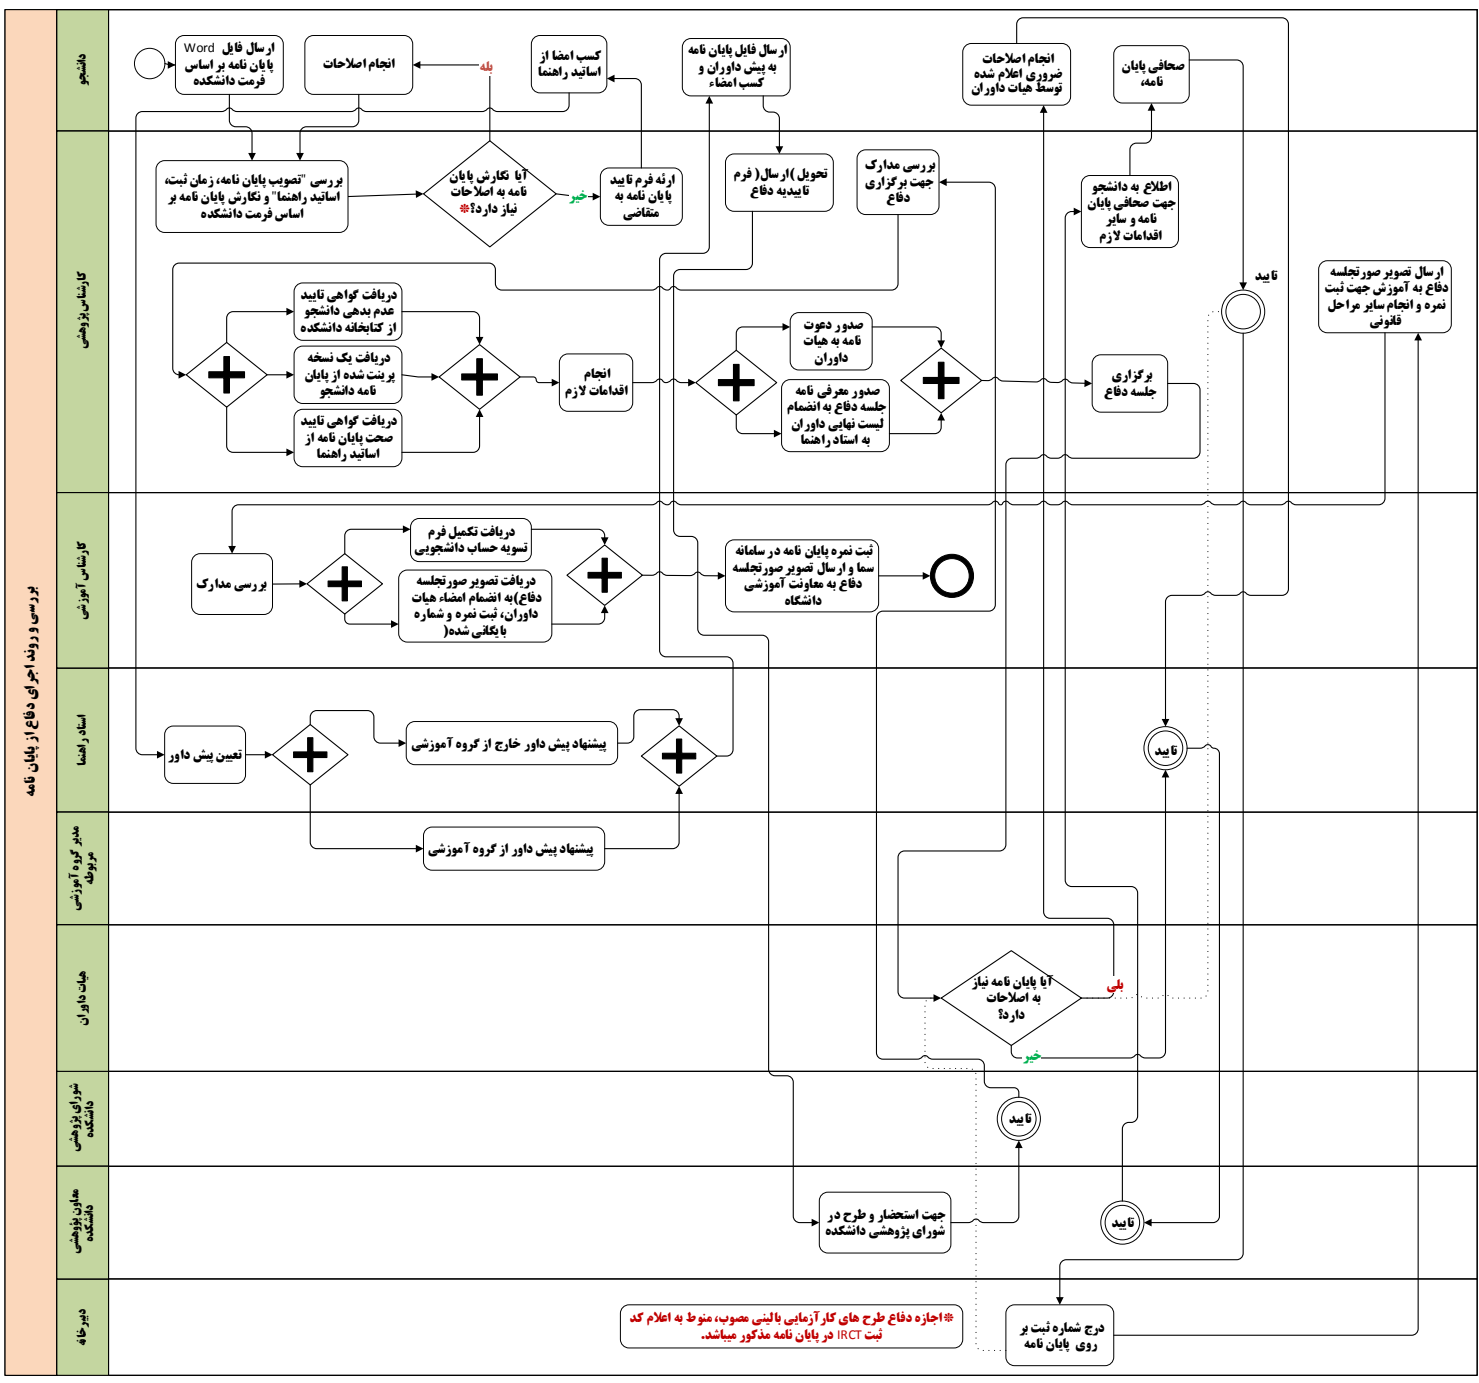 بررسی و روند اجرای دفاع از پایان نامه
دانشجو
ارسال فایل Word
پایان نامه بر اساس
فرمت دانشکده
انجام اصلاحات
بله
کسب امضا از
اساتید راهنما
ارسال فایل پایان نامه
به پیش داوران و
کسب امضاء
انجام اصلاحات
ضروری اعلام شده
توسط هیات داوران
صحافی پایان
نامه،
کارشناس پژوهشی
بررسی "تصویب پایان نامه، زمان ثبت،
اساتید راهنما" و نگارش پایان نامه بر
اساس فرمت دانشکده
آیا نگارش پایان
نامه به اصلاحات
نیاز دارد؟*
خیر
ارئه فرم تایید
پایان نامه به
متقاضی
تحویل )ارسال( فرم
تاییدیه دفاع
بررسی مدارک
جهت برگزاری
دفاع
اطلاع به دانشجو
جهت صحافی پایان
نامه و سایر
اقدامات لازم
تایید
ارسال تصویر صورتجلسه
دفاع به آموزش جهت ثبت
نمره و انجام سایر مراحل
قانونی
دریافت گواهی تایید
عدم بدهی دانشجو
از کتابخانه دانشکده
دریافت یک نسخه
پرینت شده از پایان
نامه دانشجو
دریافت گواهی تایید
صحت پایان نامه از
اساتید راهنما
انجام
اقدامات لازم
صدور دعوت
نامه به هیات
داوران
صدور معرفی نامه
جلسه دفاع به انضمام
لیست نهایی داوران
به استاد راهنما
برگزاری
جلسه دفاع
کارشناس آموزشی
بررسی مدارک
دریافت تکمیل فرم
تسویه حساب دانشجویی
دریافت تصویر صورتجلسه
دفاع)به انضمام امضاء هیات
داوران، ثبت نمره و شماره
بایگانی شده(
ثبت نمره پایان نامه در سامانه
سما و ارسال تصویر صورتجلسه
دفاع به معاونت آموزشی
دانشگاه
استاد راهنما
تعیین پیش داور
پیشنهاد پیش داور خارج از گروه آموزشی
تایید
مدیر گروه آموزشی
مربوطه
پیشنهاد پیش داور از گروه آموزشی
هیات داوران
آیا پایان نامه نیاز
به اصلاحات
دارد؟
بلی
خیر
شورای پژوهشی
دانشکده
تایید
معاون پژوهشی
دانشکده
جهت استحضار و طرح در
شورای پژوهشی دانشکده
تایید
دبیرخانه
*اجازه دفاع طرح های کارآزمایی بالینی مصوب، منوط به اعلام کد
ثبت IRCT در پایان نامه مذکور میباشد.
درج شماره ثبت بر
روی پایان نامه